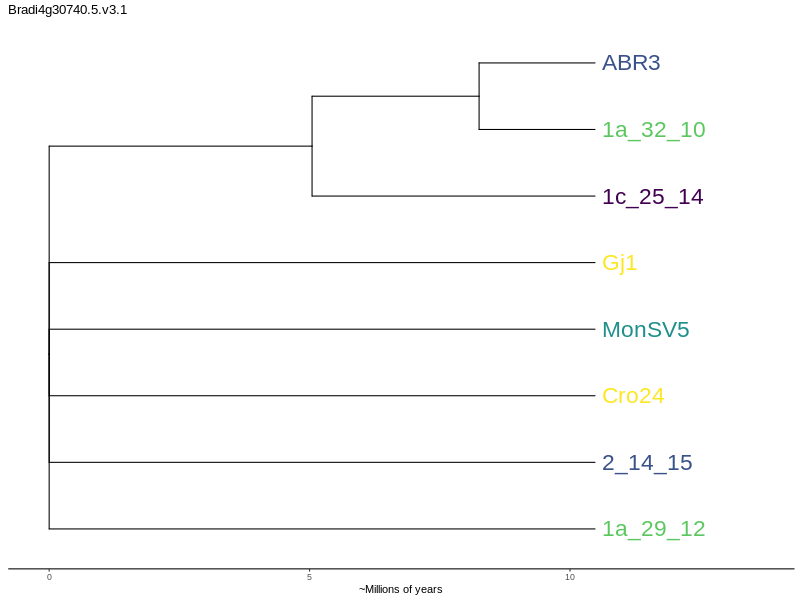 Bradi4g30740.5.v3.1
ABR3
1a_32_10
1c_25_14
Gj1
MonSV5
Cro24
2_14_15
1a_29_12
0 5 10
~Millions of years